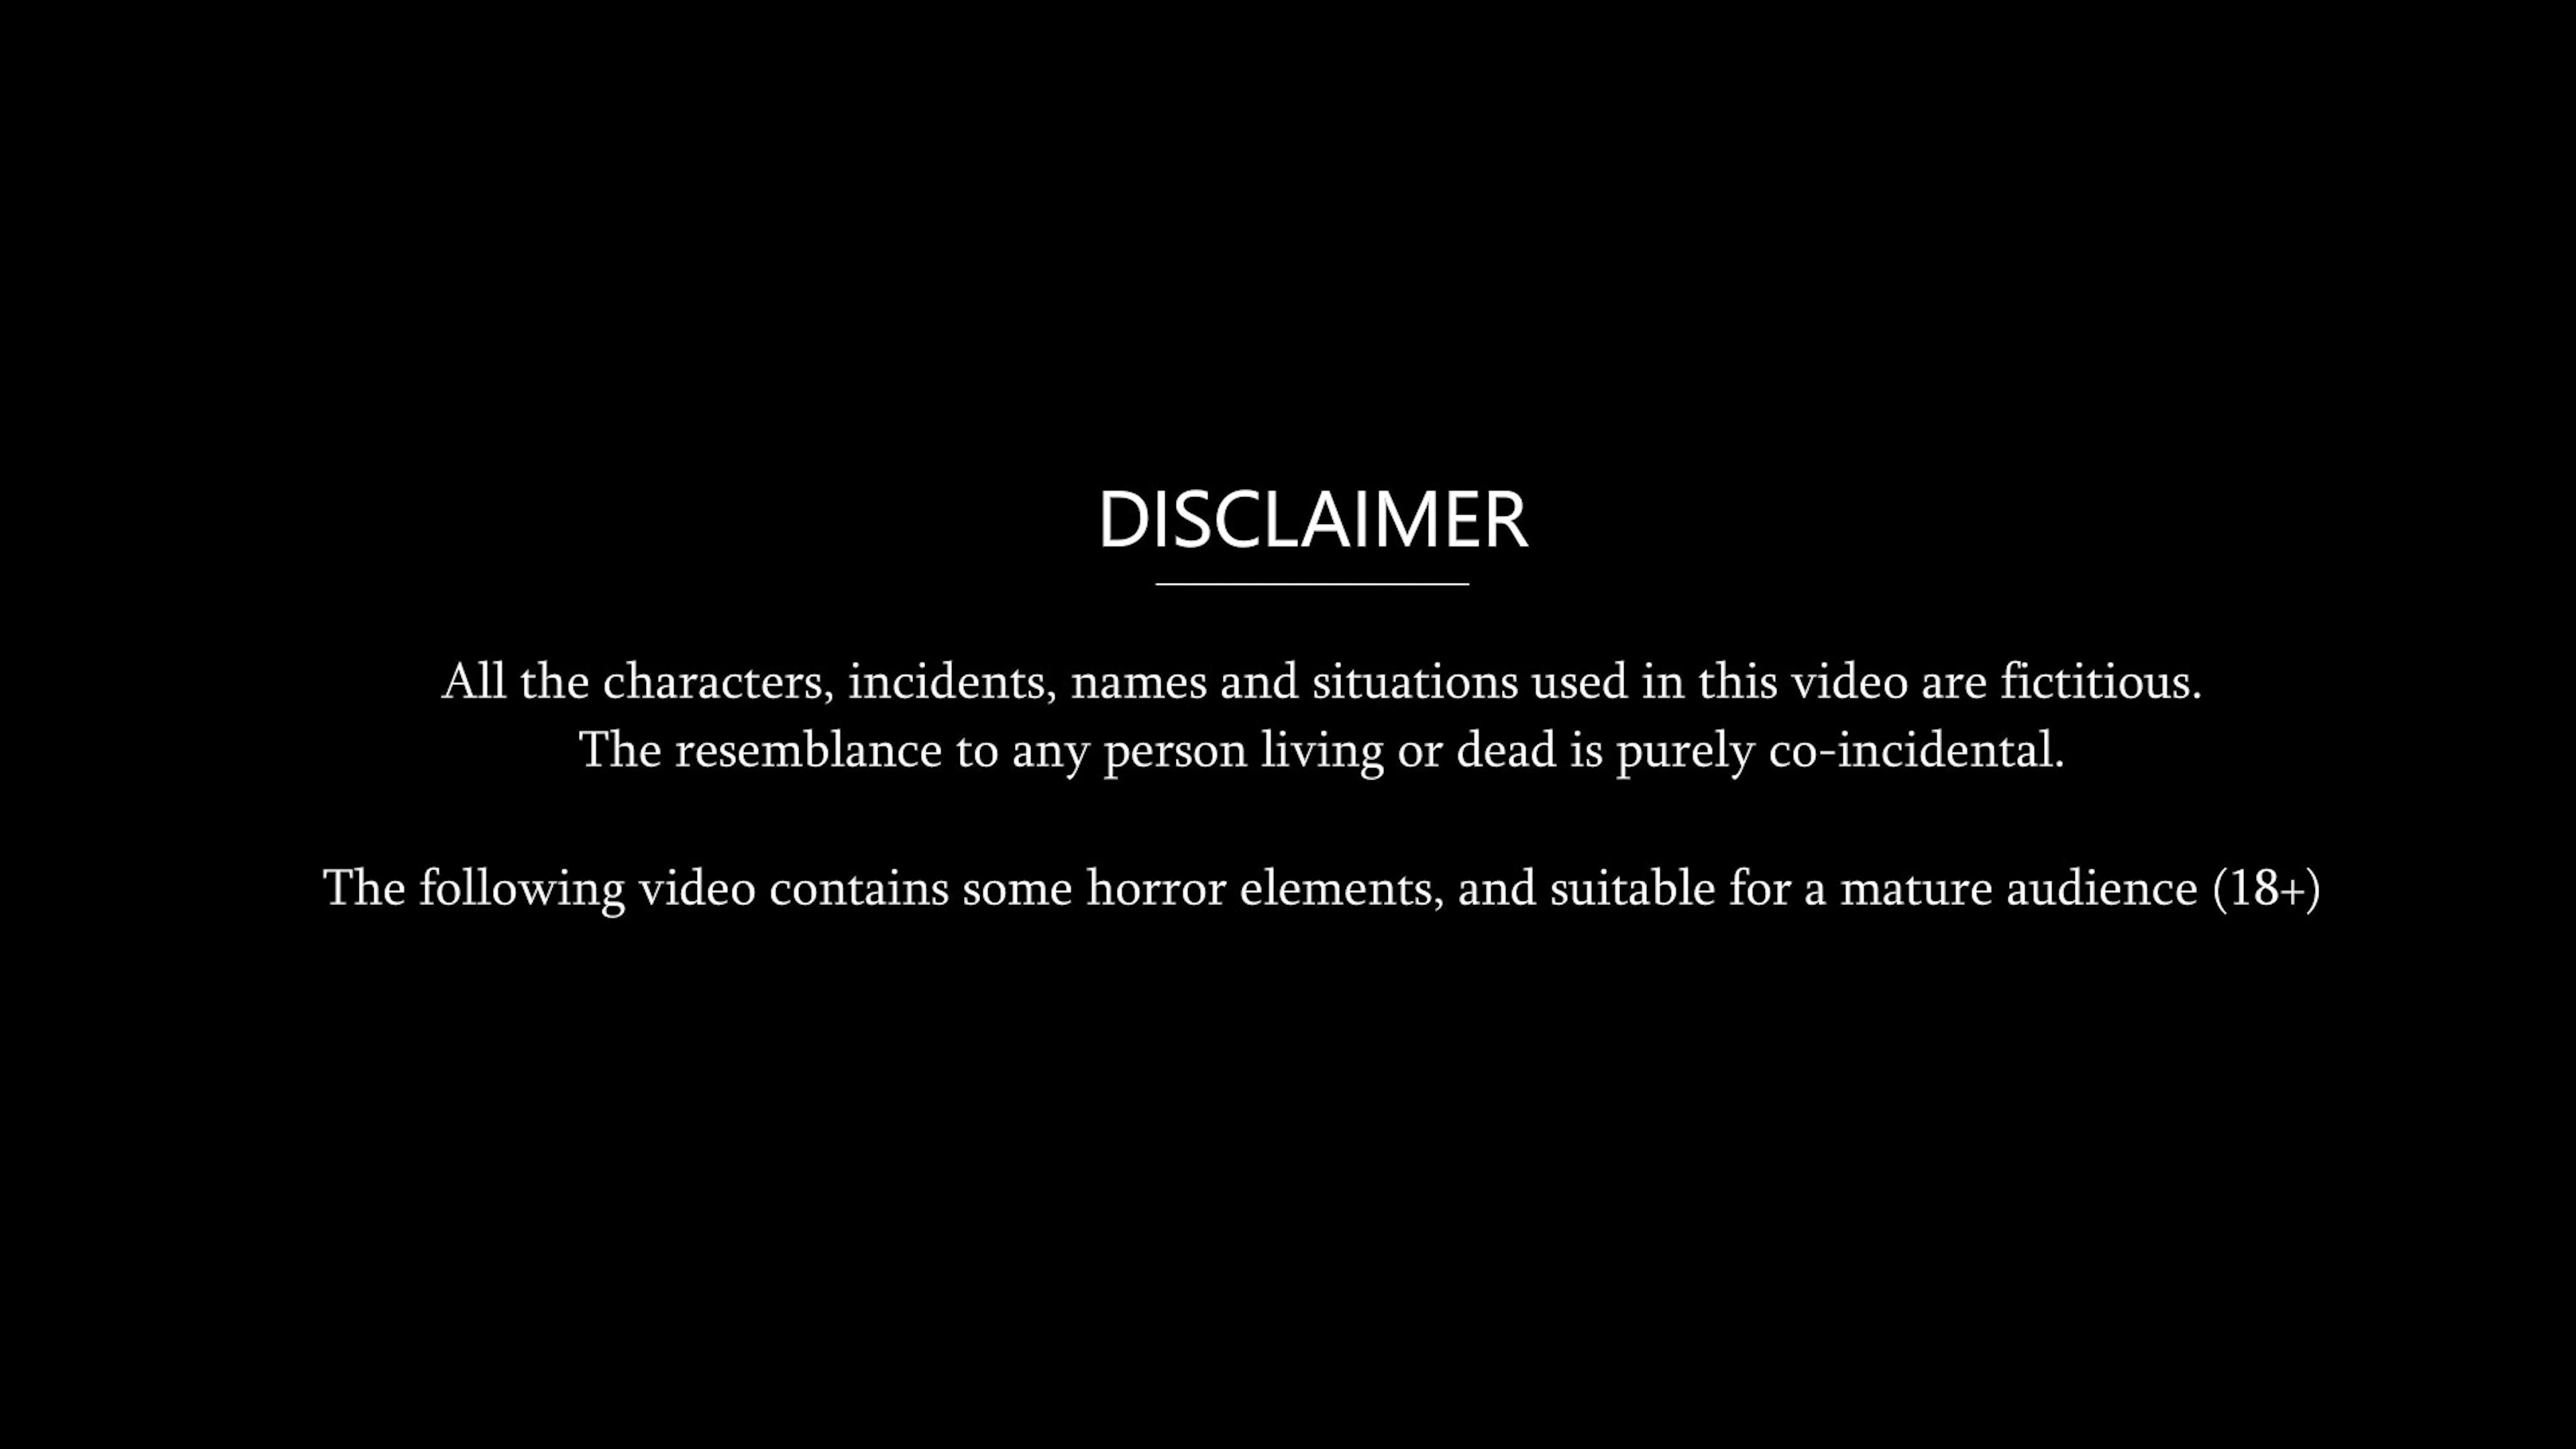 DISCLAIMER
All the characters, incidents, names and situations used in this video are fictitious.
The resemblance to any person living or dead is purely co-incidental.
The following video contains some horror elements, and suitable for a mature audience (18+)